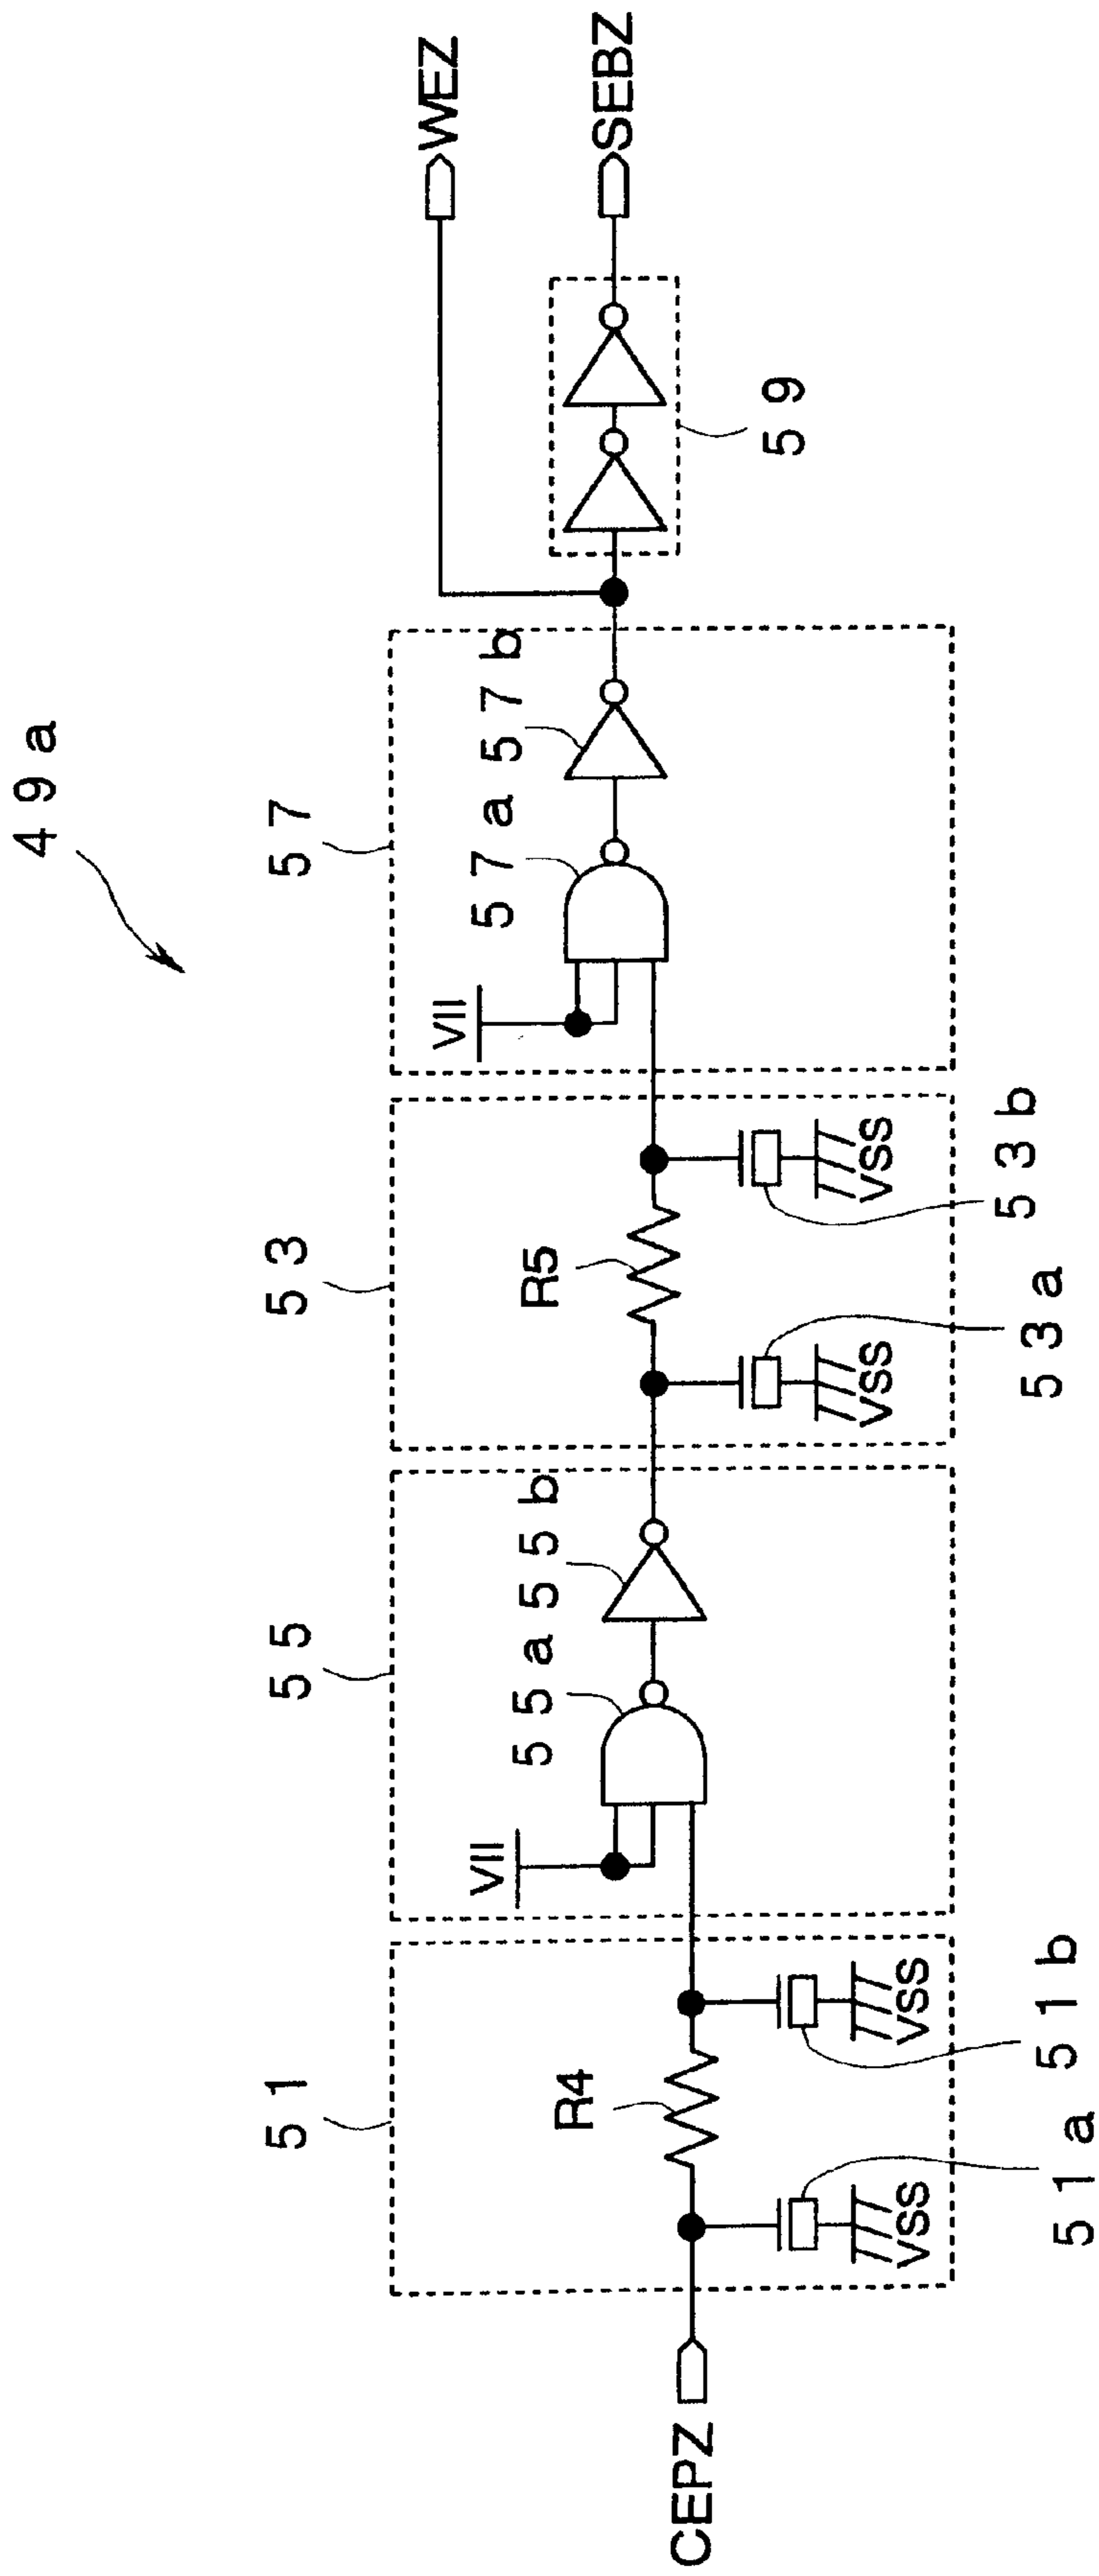 49a
51
55
53
57
WEZ
R4
VII
55a
55b
R5
VII
57a
57b
SEBZ
CEPZ
59
VSS
VSS
VSS
VSS
51a
51b
53a
53b